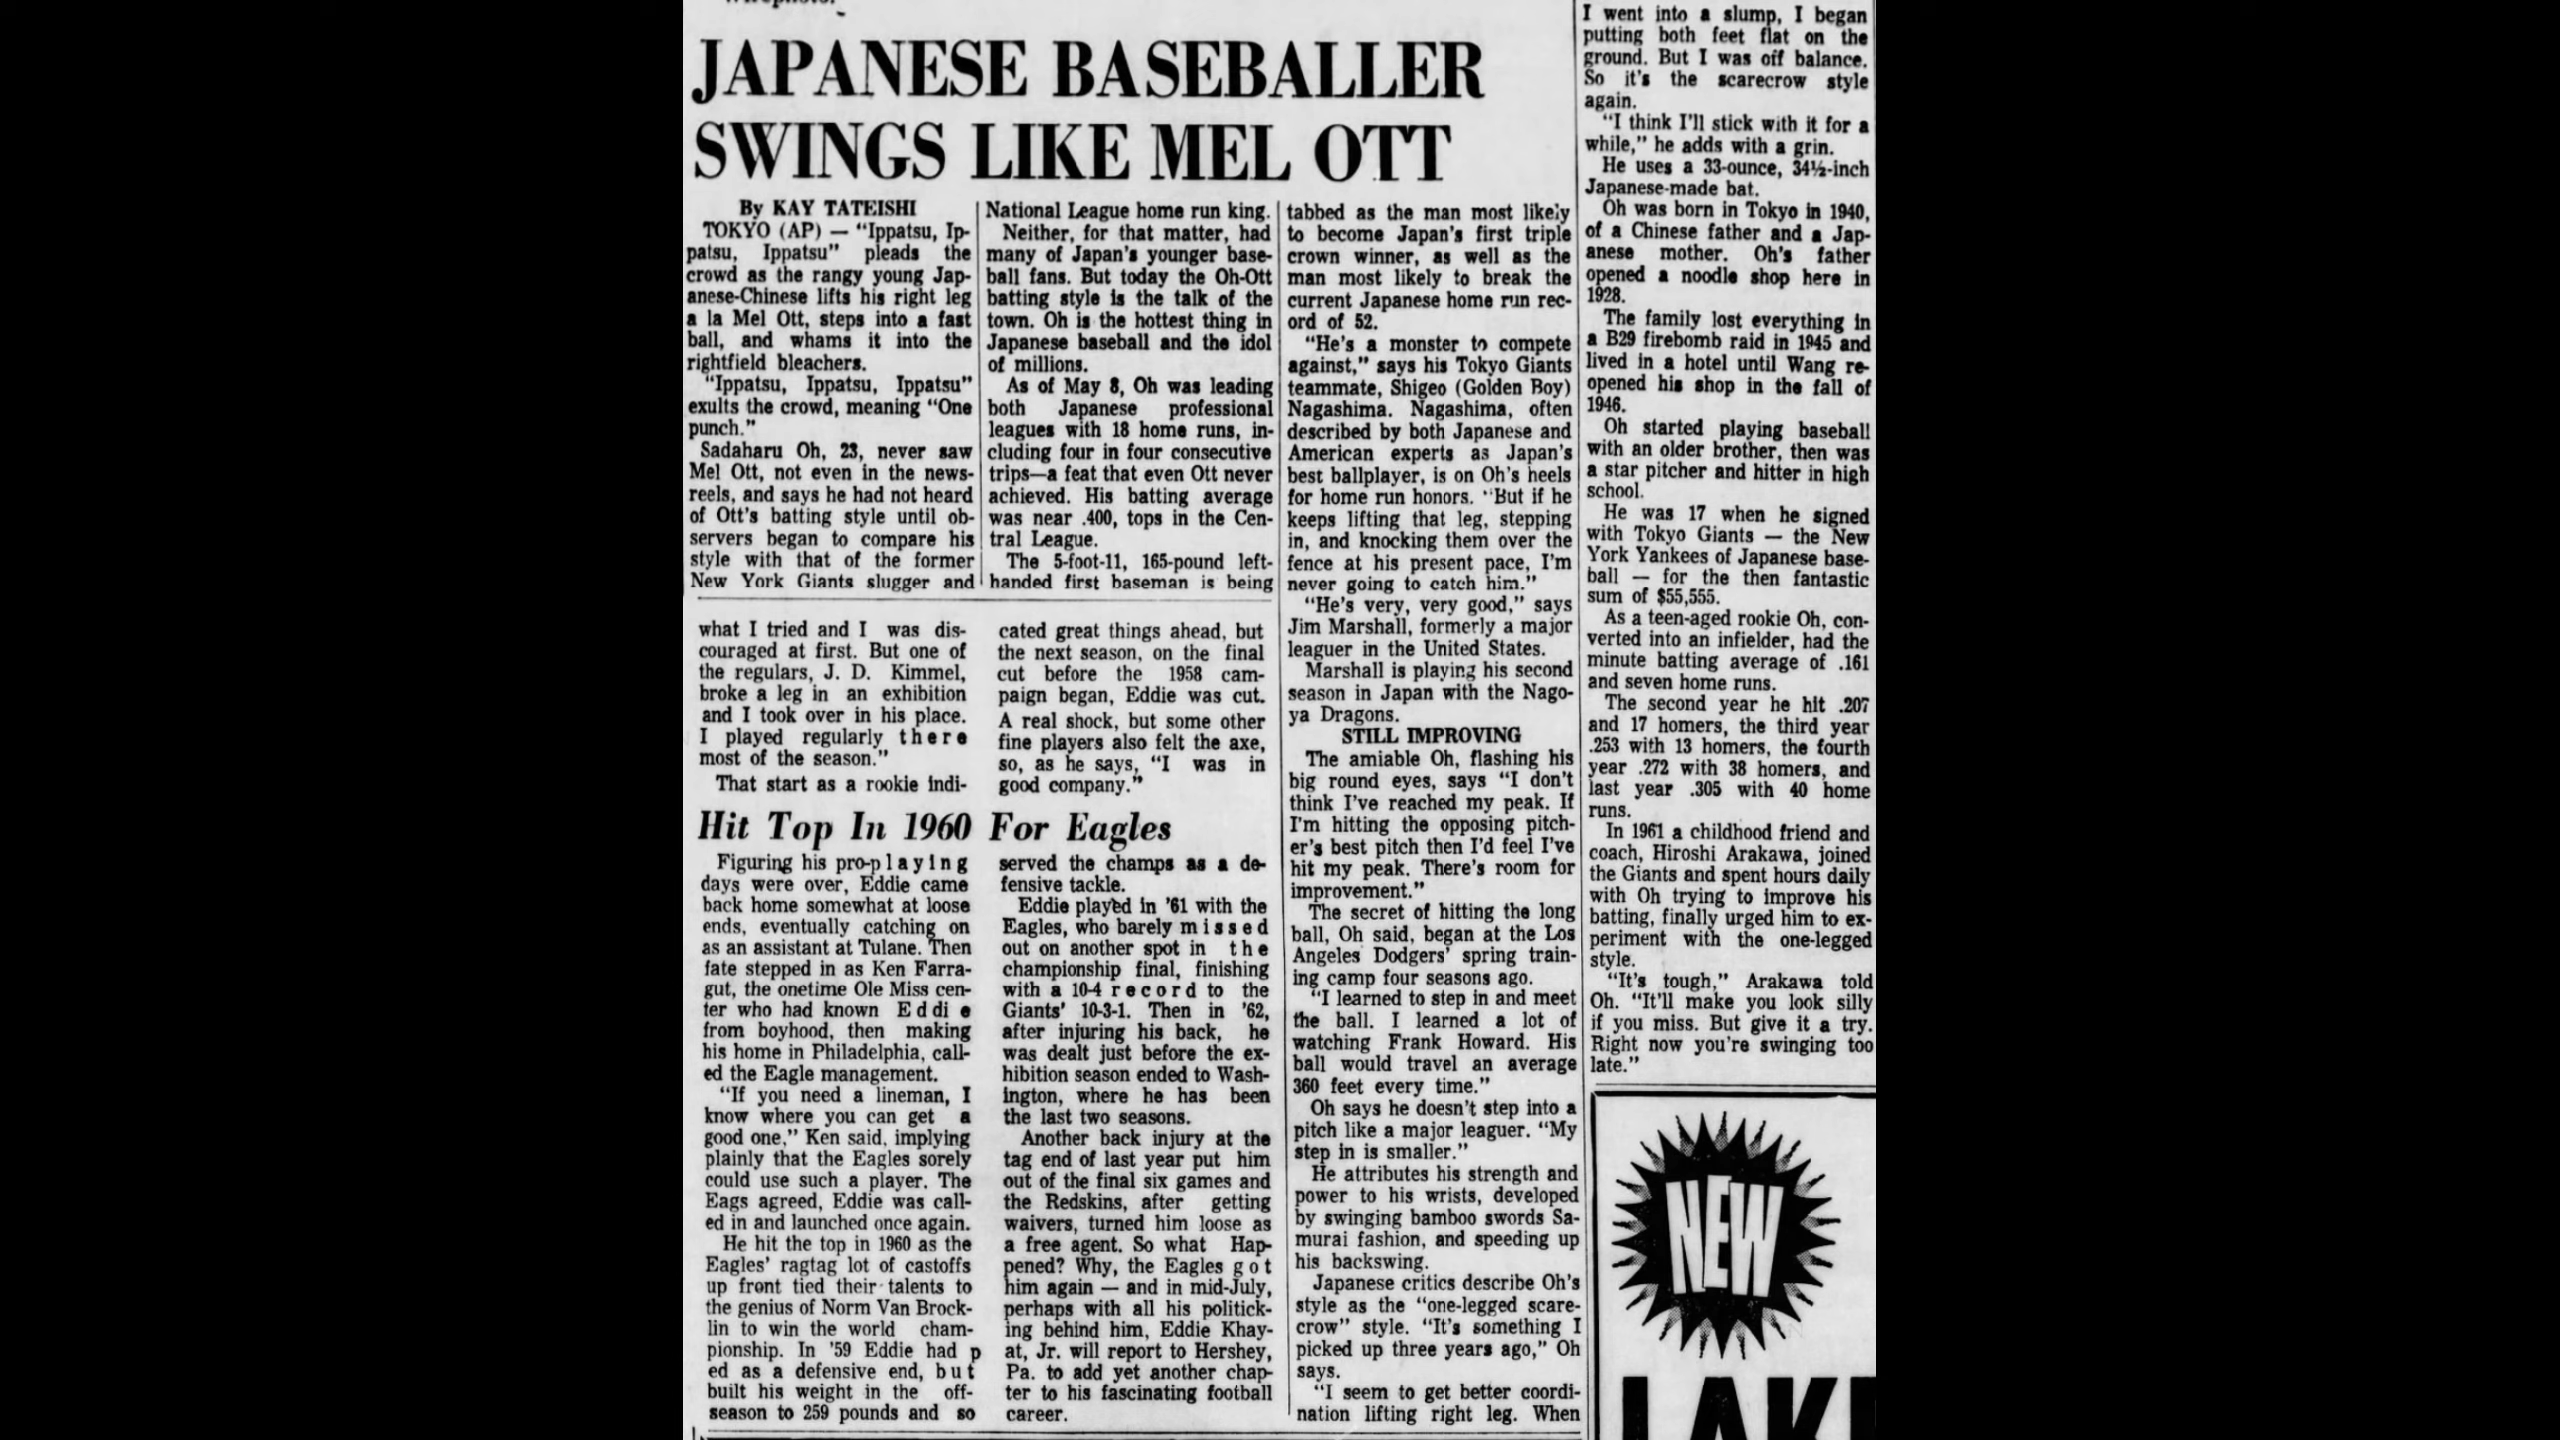 JAPANESE BASEBALLER
SWINGS LIKE MEL OTT
By KAY TATEISHI
TOKYO (AP) — “Ippatsu, Ip-
patsu, Ippatsu” pleads the
crowd as the rangy young Jap-
anese-Chinese lifts his right leg
a la Mel Ott, steps into a fast
ball, and whams it into the
rightfield bleachers.
“Ippatsu, Ippatsu, Ippatsu”
exults the crowd, meaning “One
punch.”
Sadaharu Oh, 23, never saw
Mel Ott, not even in the news-
reels, and says he had not heard
of Ott's batting style until ob-
servers began to compare his
style with that of the former
New York Giants slugger and
National League home run king.
Neither, for that matter, had
many of Japan's younger base-
ball fans. But today the Oh-Ott
batting style is the talk of the
town. Oh is the hottest thing in
Japanese baseball and the idol
of millions.
As of May 8, Oh was leading
both Japanese professional
leagues with 18 home runs, in-
cluding four in four consecutive
trips—a feat that even Ott never
achieved. His batting average
was near .400, tops in the Cen-
tral League.
The 5-foot-11, 165-pound left-
handed first baseman is being
tabbed as the man most likely
to become Japan's first triple
crown winner, as well as the
man most likely to break the
current Japanese home run rec-
ord of 52.
“He's a monster to compete
against,” says his Tokyo Giants
teammate, Shigeo (Golden Boy)
Nagashima. Nagashima, often
described by both Japanese and
American experts as Japan's
best ballplayer, is on Oh's heels
for home run honors. “But if he
keeps lifting that leg, stepping
in, and knocking them over the
fence at his present pace, I'm
never going to catch him.”
“He's very, very good,” says
Jim Marshall, formerly a major
leaguer in the United States.
Marshall is playing his second
season in Japan with the Nago-
ya Dragons.
STILL IMPROVING
The amiable Oh, flashing his
big round eyes, says “I don't
think I've reached my peak. If
I'm hitting the opposing pitch-
er's best pitch then I'd feel I've
hit my peak. There's room for
improvement.”
The secret of hitting the long
ball, Oh said, began at the Los
Angeles Dodgers' spring train-
ing camp four seasons ago.
“I learned to step in and meet
the ball. I learned a lot of
watching Frank Howard. His
ball would travel an average
360 feet every time.”
Oh says he doesn't step into a
pitch like a major leaguer. “My
step in is smaller.”
He attributes his strength and
power to his wrists, developed
by swinging bamboo swords Sa-
murai fashion, and speeding up
his backswing.
Japanese critics describe Oh's
style as the “one-legged scare-
crow” style. “It's something I
picked up three years ago,” Oh
says.
“I seem to get better coordi-
nation lifting right leg. When
I went into a slump, I began
putting both feet flat on the
ground. But I was off balance.
So it's the scarecrow style
again.
“I think I'll stick with it for a
while,” he adds with a grin.
He uses a 33-ounce, 34½-inch
Japanese-made bat.
Oh was born in Tokyo in 1940,
of a Chinese father and a Jap-
anese mother. Oh's father
opened a noodle shop here in
1928.
The family lost everything in
a B29 firebomb raid in 1945 and
lived in a hotel until Wang re-
opened his shop in the fall of
1946.
Oh started playing baseball
with an older brother, then was
a star pitcher and hitter in high
school.
He was 17 when he signed
with Tokyo Giants — the New
York Yankees of Japanese base-
ball — for the then fantastic
sum of $55,555.
As a teen-aged rookie Oh, con-
verted into an infielder, had the
minute batting average of .161
and seven home runs.
The second year he hit .207
and 17 homers, the third year
.253 with 13 homers, the fourth
year .272 with 38 homers, and
last year .305 with 40 home
runs.
In 1961 a childhood friend and
coach, Hiroshi Arakawa, joined
the Giants and spent hours daily
with Oh trying to improve his
batting, finally urged him to ex-
periment with the one-legged
style.
“It's tough,” Arakawa told
Oh. “It'll make you look silly
if you miss. But give it a try.
Right now you're swinging too
late.”
what I tried and I was dis-
couraged at first. But one of
the regulars, J. D. Kimmel,
broke a leg in an exhibition
and I took over in his place.
I played regularly there
most of the season.”
That start as a rookie indi-
cated great things ahead, but
the next season, on the final
cut before the 1958 cam-
paign began, Eddie was cut.
A real shock, but some other
fine players also felt the axe,
so, as he says, “I was in
good company.”
Hit Top In 1960 For Eagles
Figuring his pro-playing
days were over, Eddie came
back home somewhat at loose
ends, eventually catching on
as an assistant at Tulane. Then
fate stepped in as Ken Farra-
gut, the onetime Ole Miss cen-
ter who had known Eddie
from boyhood, then making
his home in Philadelphia, call-
ed the Eagle management.
“If you need a lineman, I
know where you can get a
good one,” Ken said, implying
plainly that the Eagles sorely
could use such a player. The
Eags agreed, Eddie was call-
ed in and launched once again.
He hit the top in 1960 as the
Eagles' ragtag lot of castoffs
up front tied their talents to
the genius of Norm Van Brock-
lin to win the world cham-
pionship. In '59 Eddie had p
ed as a defensive end, but
built his weight in the off-
season to 259 pounds and so
served the champs as a de-
fensive tackle.
Eddie played in '61 with the
Eagles, who barely missed
out on another spot in the
championship final, finishing
with a 10-4 record to the
Giants' 10-3-1. Then in '62,
after injuring his back, he
was dealt just before the ex-
hibition season ended to Wash-
ington, where he has been
the last two seasons.
Another back injury at the
tag end of last year put him
out of the final six games and
the Redskins, after getting
waivers, turned him loose as
a free agent. So what Hap-
pened? Why, the Eagles got
him again — and in mid-July,
perhaps with all his politick-
ing behind him, Eddie Khay-
at, Jr. will report to Hershey,
Pa. to add yet another chap-
ter to his fascinating football
career.
NEW